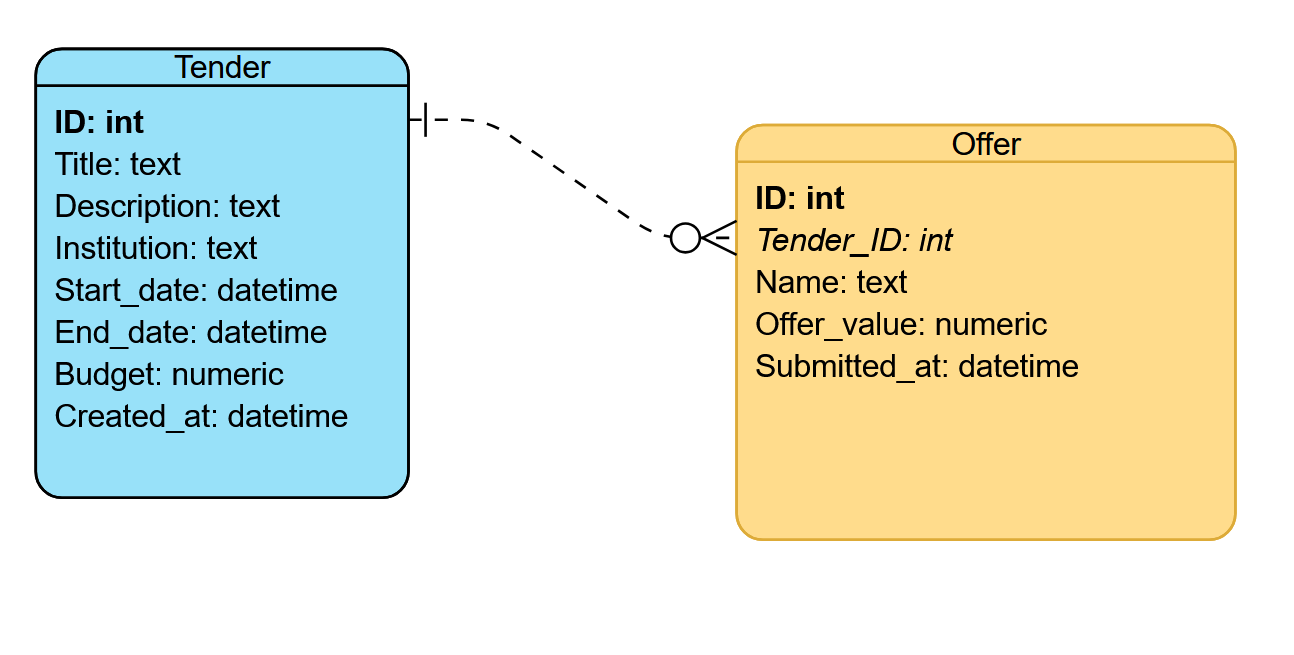 Tender
ID: int
Title: text
Description: text
Institution: text
Start_date: datetime
End_date: datetime
Budget: numeric
Created_at: datetime
Offer
ID: int
Tender_ID: int
Name: text
Offer_value: numeric
Submitted_at: datetime